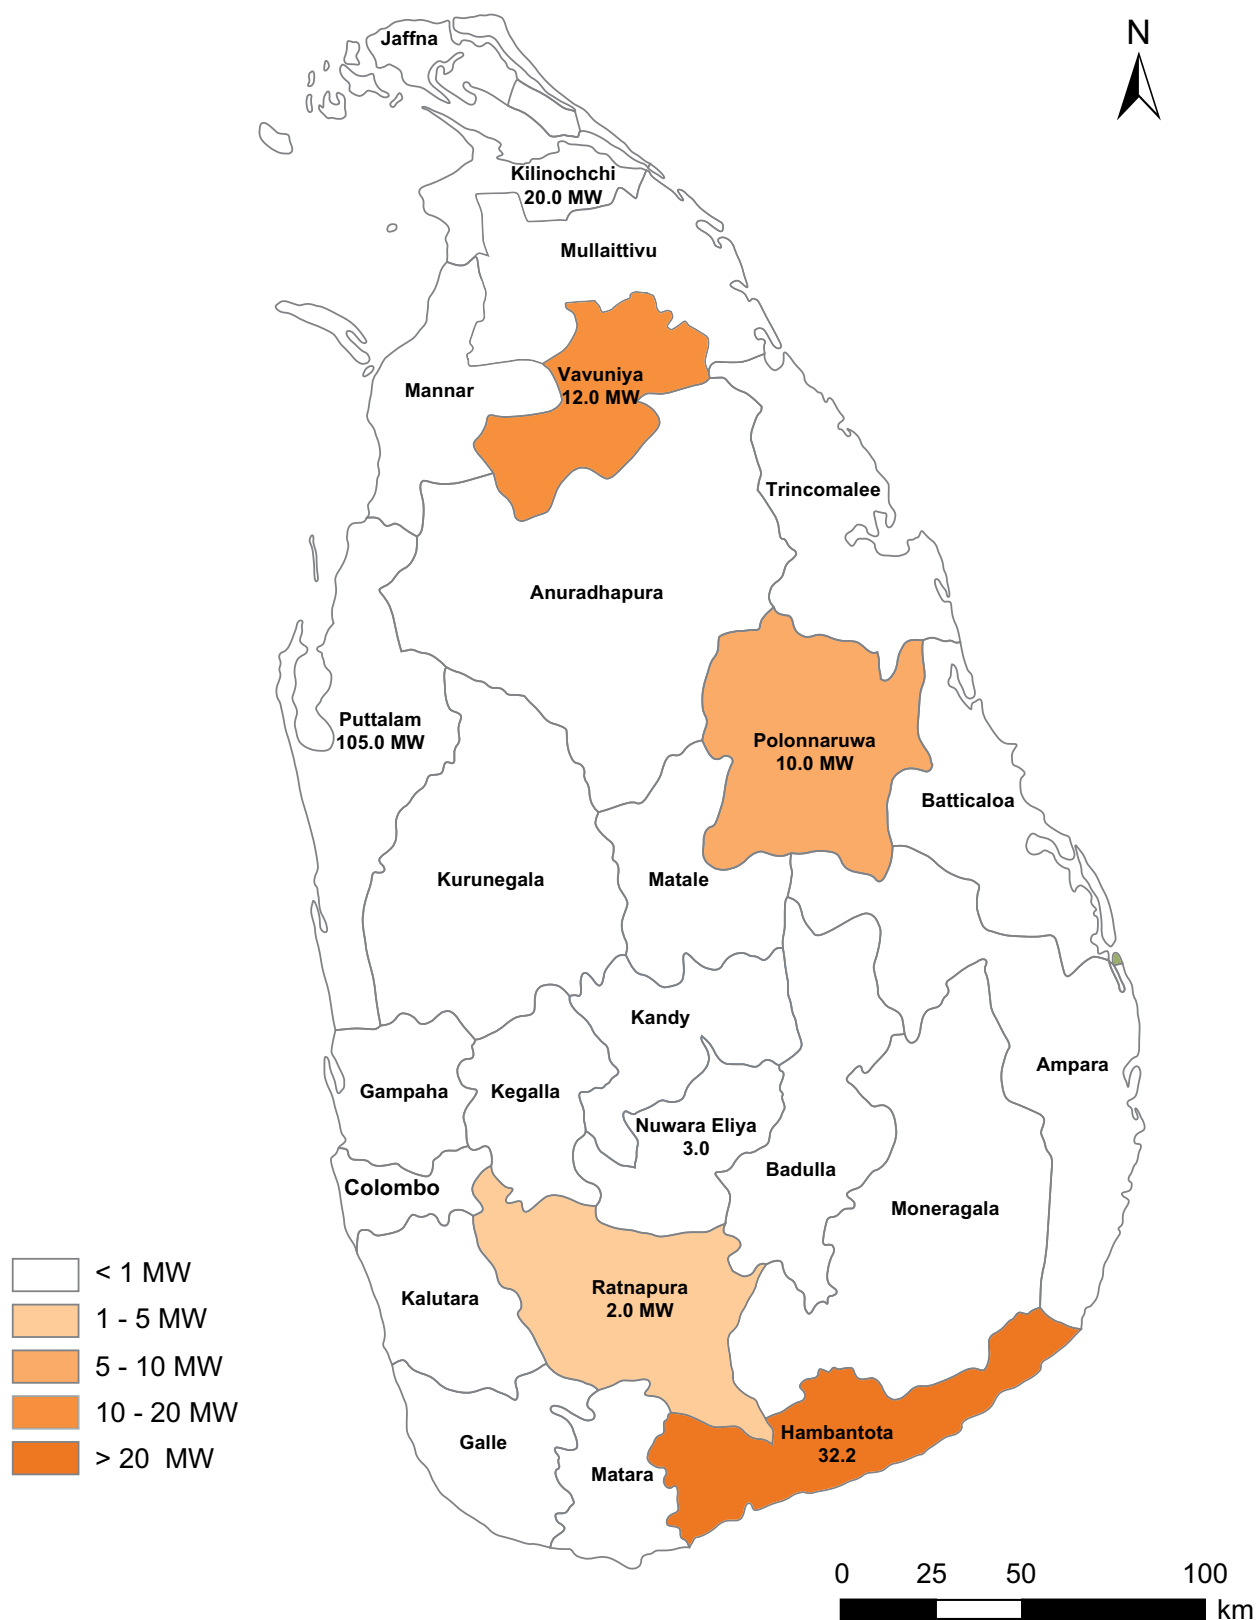 Jaffna
N
Kilinochchi
20.0 MW
Mullaittivu
Vavuniya
12.0 MW
Mannar
Trincomalee
Anuradhapura
Puttalam
105.0 MW
Polonnaruwa
10.0 MW
Batticaloa
Kurunegala
Matale
Kandy
Ampara
Gampaha
Kegalla
Nuwara Eliya
3.0
Badulla
Colombo
Moneragala
Ratnapura
2.0 MW
Kalutara
Hambantota
32.2
Galle
Matara
< 1 MW
1 - 5 MW
5 - 10 MW
10 - 20 MW
> 20 MW
0 25 50 100
km